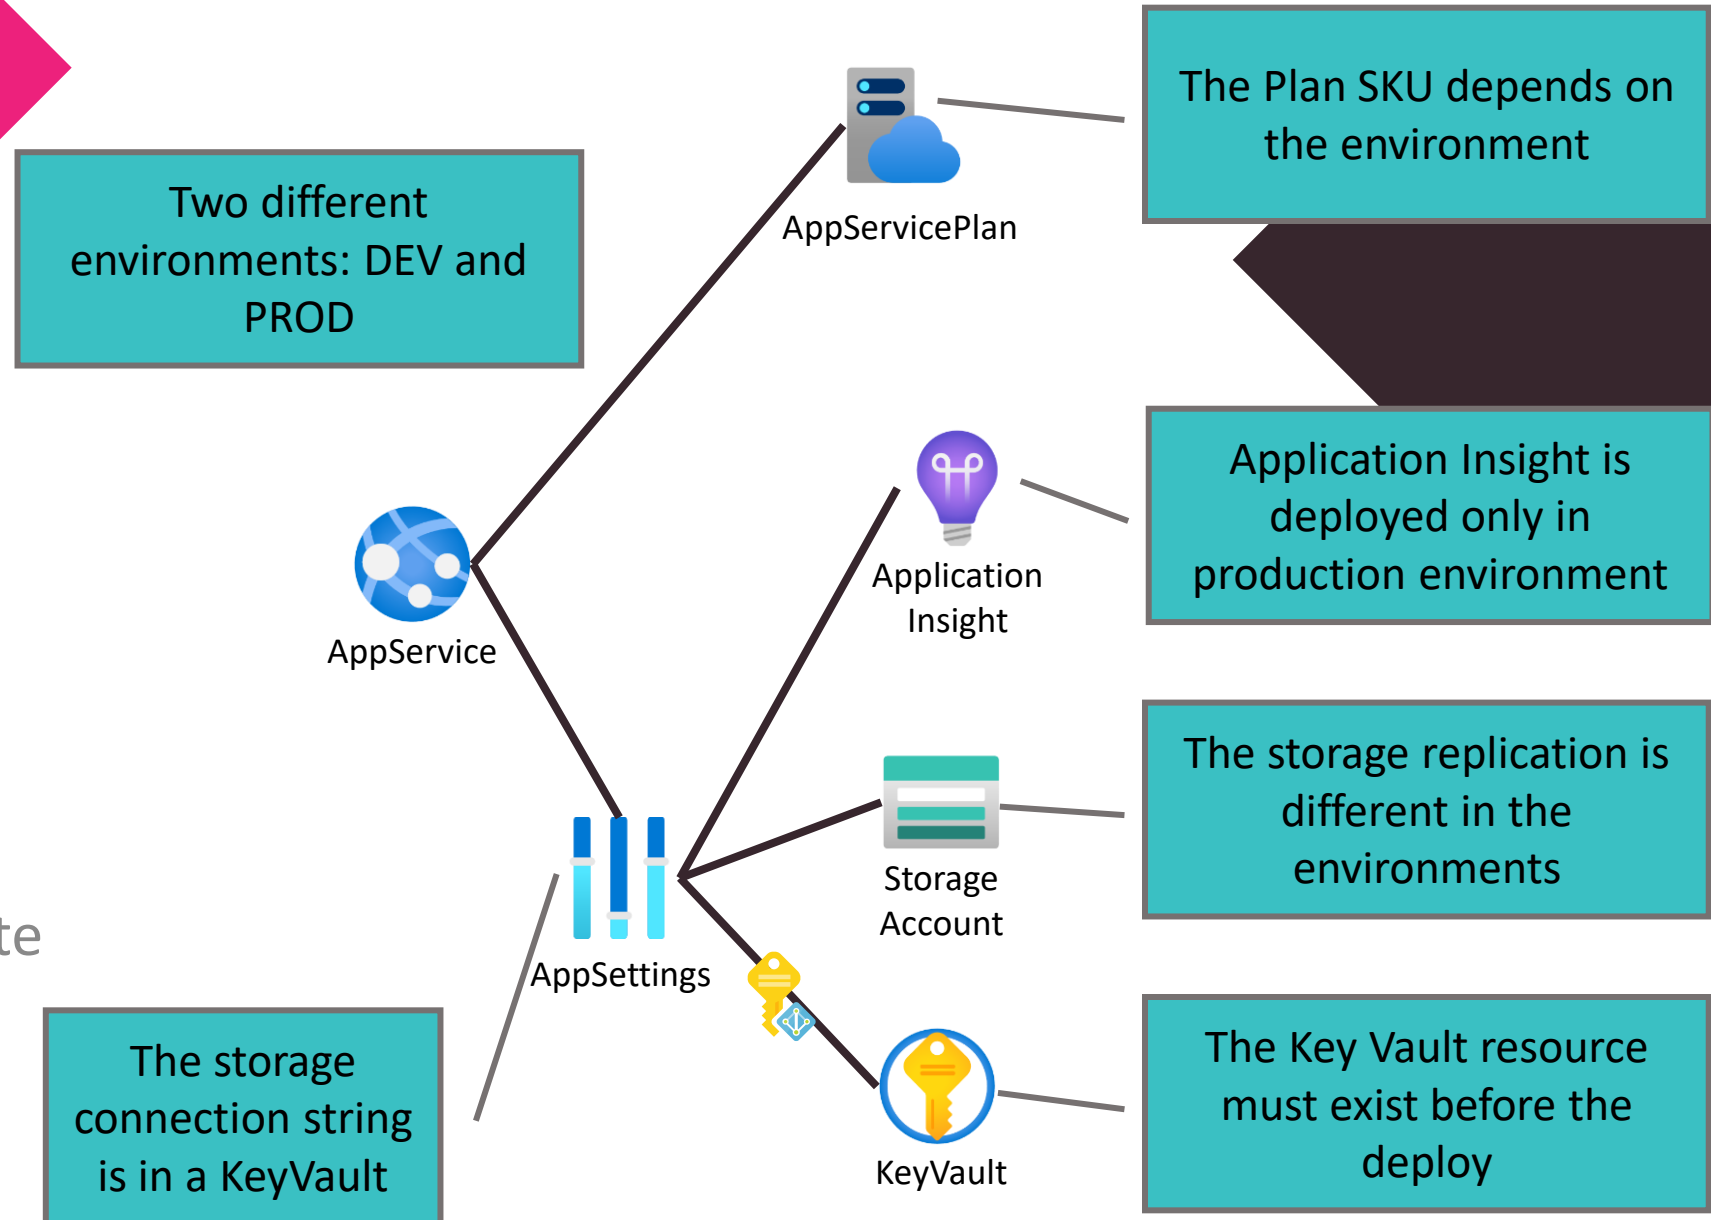 The Plan SKU depends on
the environment
Two different
environments: DEV and
PROD
AppServicePlan
Application Insight is
deployed only in
production environment
Application
Insight
AppService
The storage replication is
different in the
environments
Storage
Account
te
AppSettings
The storage
connection string
is in a KeyVault
The Key Vault resource
must exist before the
deploy
KeyVault